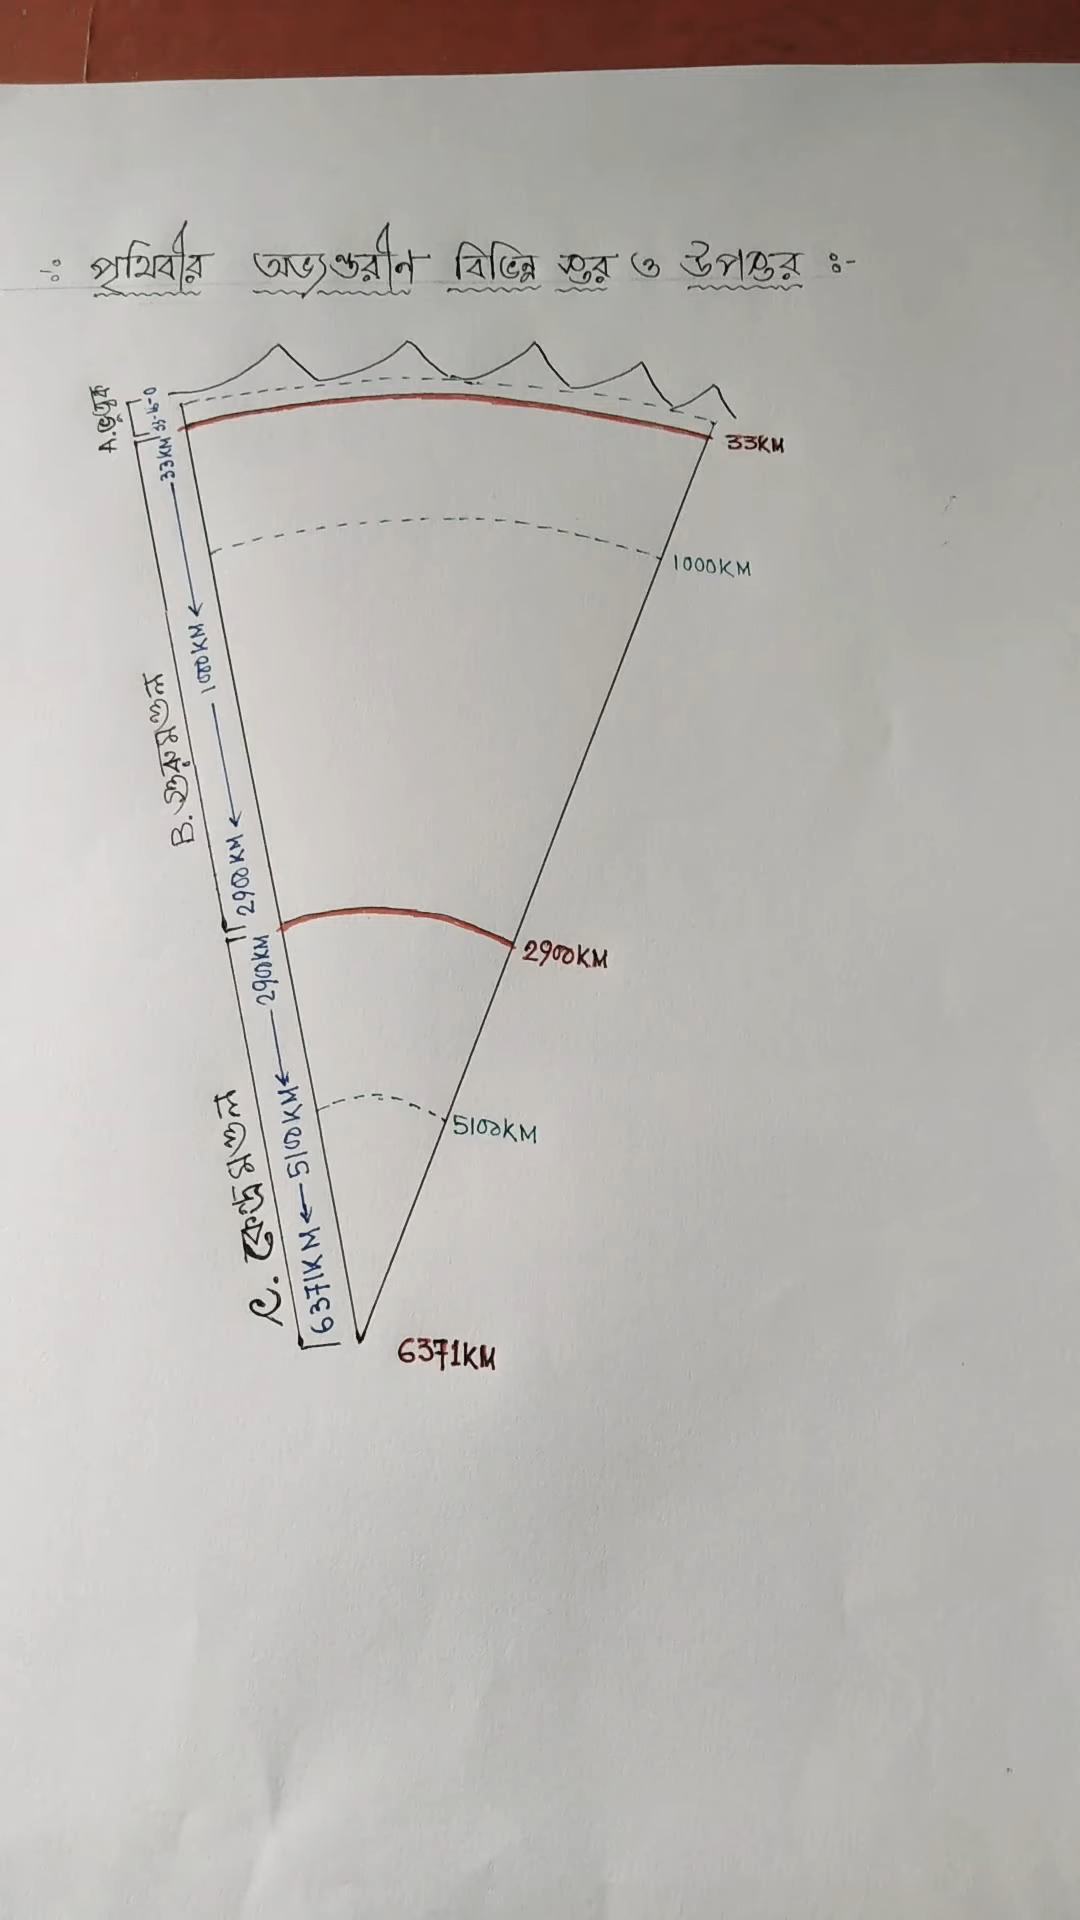 -: পৃথিবীর অভ্যন্তরীন বিভিন্ন স্তর ও উপস্তর :-
A. ভূত্বক
33KM
33KM
1000KM
1000KM
B. গুরুমণ্ডল
2900KM
2900KM
2900KM
5100KM
5100KM
C. কেন্দ্রমণ্ডল
6371KM
6371KM